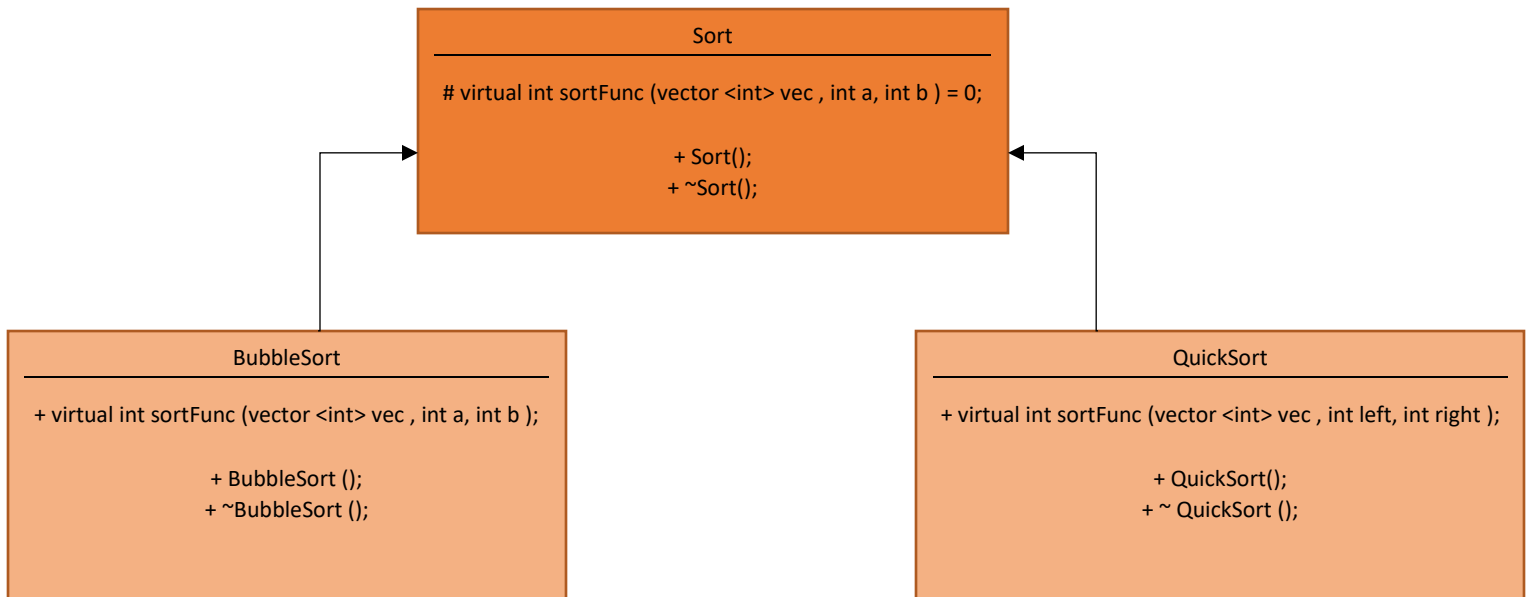 Sort
# virtual int sortFunc (vector <int> vec , int a, int b ) = 0;
+ Sort();
+ ~Sort();
BubbleSort
+ virtual int sortFunc (vector <int> vec , int a, int b );
+ BubbleSort ();
+ ~BubbleSort ();
QuickSort
+ virtual int sortFunc (vector <int> vec , int left, int right );
+ QuickSort();
+ ~ QuickSort ();